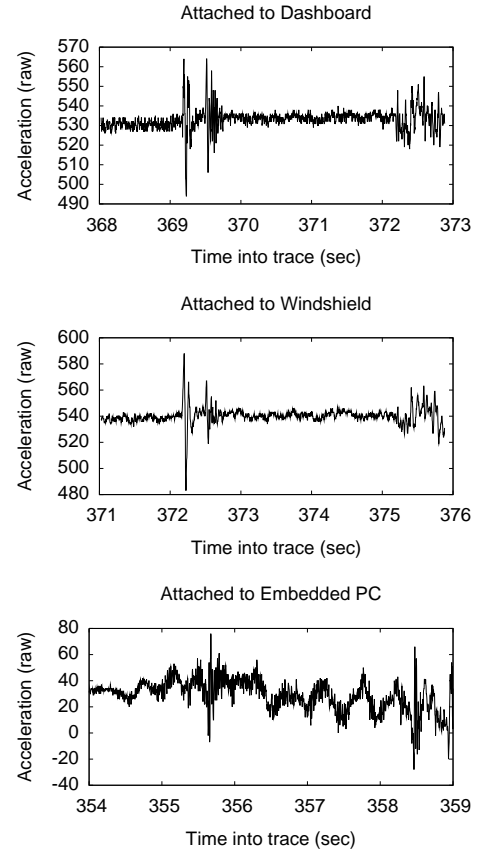 Attached to Dashboard
570
560
550
540
530
520
510
500
490
368 369 370 371 372 373
Acceleration (raw)
Time into trace (sec)
Attached to Windshield
600
580
560
540
520
500
480
371 372 373 374 375 376
Acceleration (raw)
Time into trace (sec)
Attached to Embedded PC
80
60
40
20
0
-20
-40
354 355 356 357 358 359
Acceleration (raw)
Time into trace (sec)